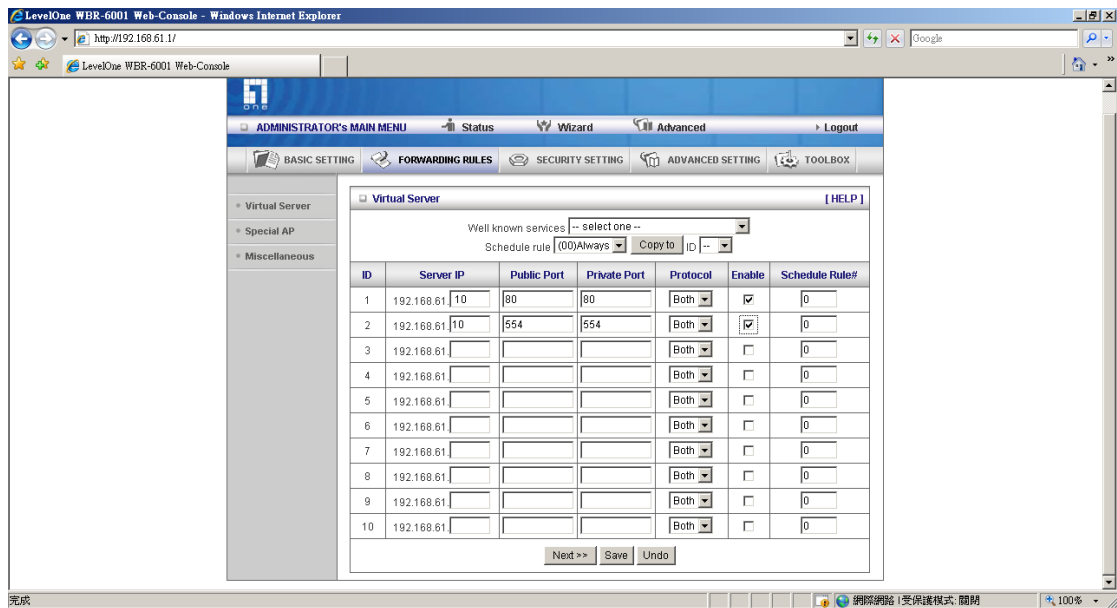 LevelOne WBR-6001 Web-Console - Windows Internet Explorer
http://192.168.61.1/
Google
LevelOne WBR-6001 Web-Console
one
ADMINISTRATOR's MAIN MENU Status Wizard Advanced Logout
BASIC SETTING FORWARDING RULES SECURITY SETTING ADVANCED SETTING TOOLBOX
Virtual Server
Special AP
Miscellaneous
Virtual Server [ HELP ]
Well known services -- select one --
Schedule rule (00)Always Copy to ID --
ID Server IP Public Port Private Port Protocol Enable Schedule Rule#
1 192.168.61. 10 80 80 Both 0
2 192.168.61. 10 554 554 Both 0
3 192.168.61. Both 0
4 192.168.61. Both 0
5 192.168.61. Both 0
6 192.168.61. Both 0
7 192.168.61. Both 0
8 192.168.61. Both 0
9 192.168.61. Both 0
10 192.168.61. Both 0
Next >> Save Undo
完成 網際網路 | 受保護模式: 關閉 100%